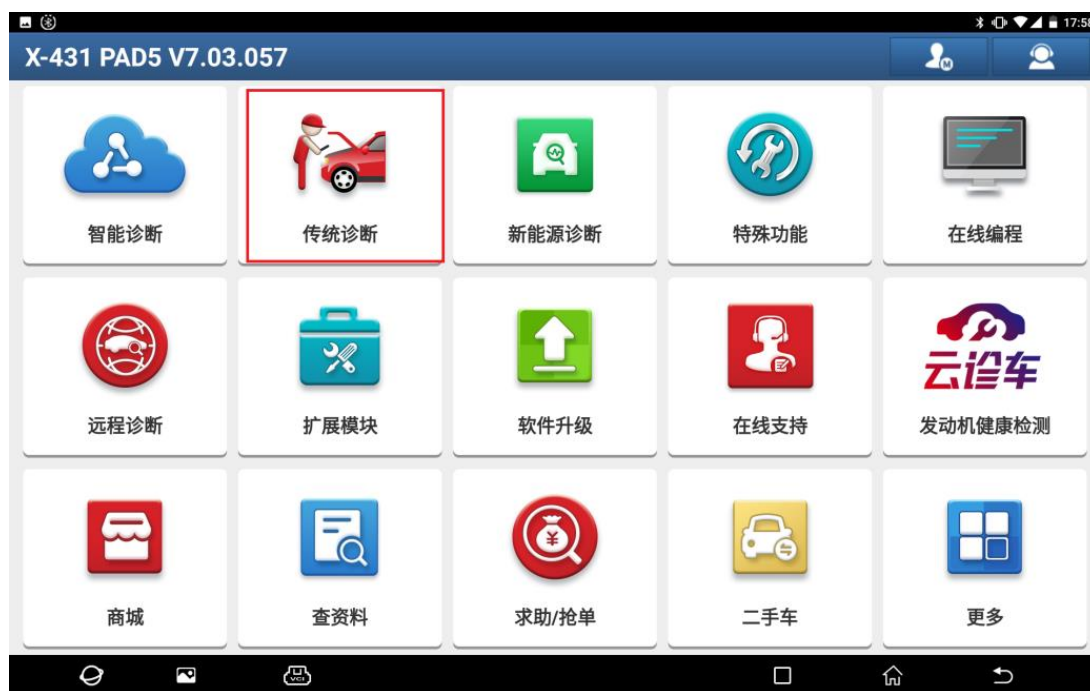 17:58
X-431 PAD5 V7.03.057
M
智能诊断
传统诊断
新能源诊断
特殊功能
在线编程
云诊车
远程诊断
扩展模块
软件升级
在线支持
发动机健康检测
¥
商城
查资料
求助/抢单
二手车
更多
VCI